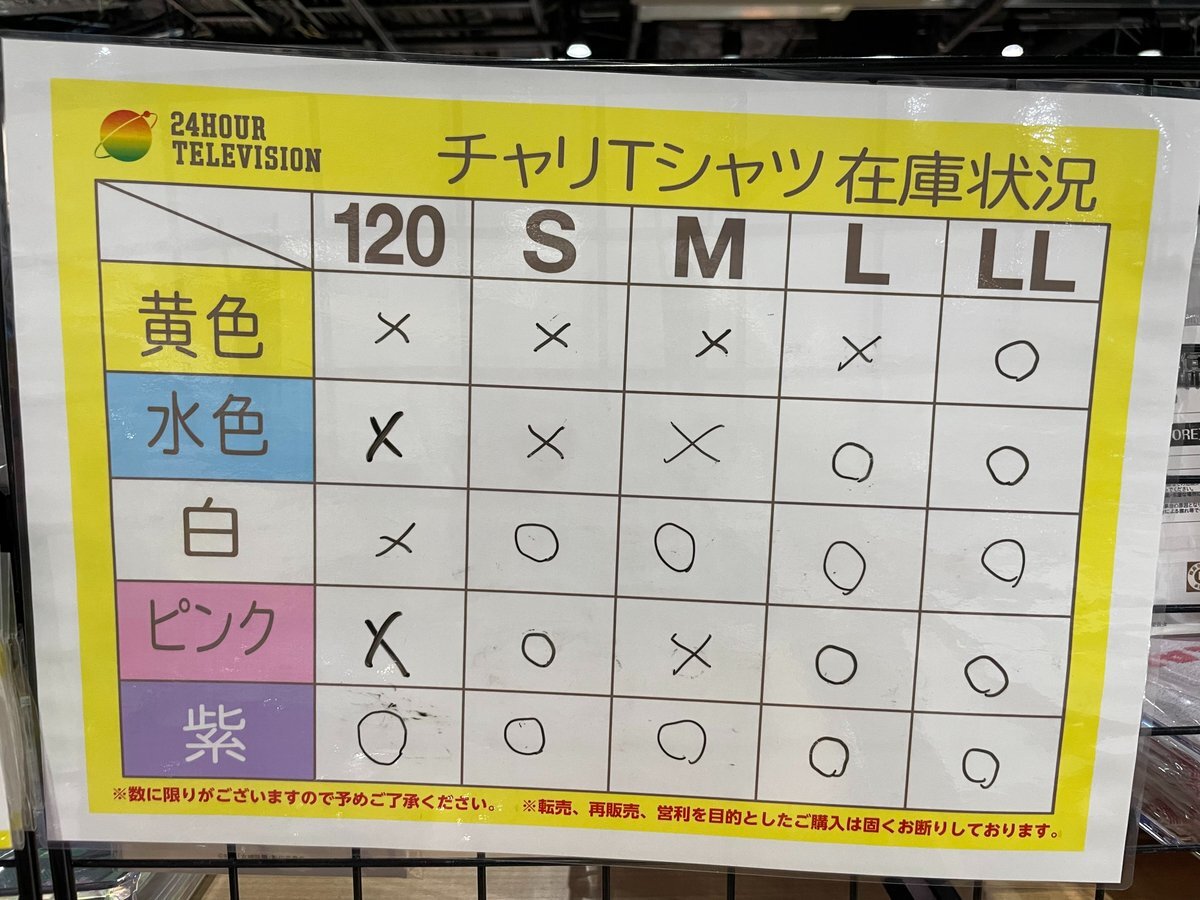 24HOUR
TELEVISION
チャリTシャツ 在庫状況
120 S M L LL
黄色 × × × × ○
水色 × × × ○ ○
白 × ○ ○ ○ ○
ピンク × ○ × ○ ○
紫 ○ ○ ○ ○ ○
※数に限りがございますので予めご了承ください。 ※転売、再販売、営利を目的としたご購入は固くお断りしております。